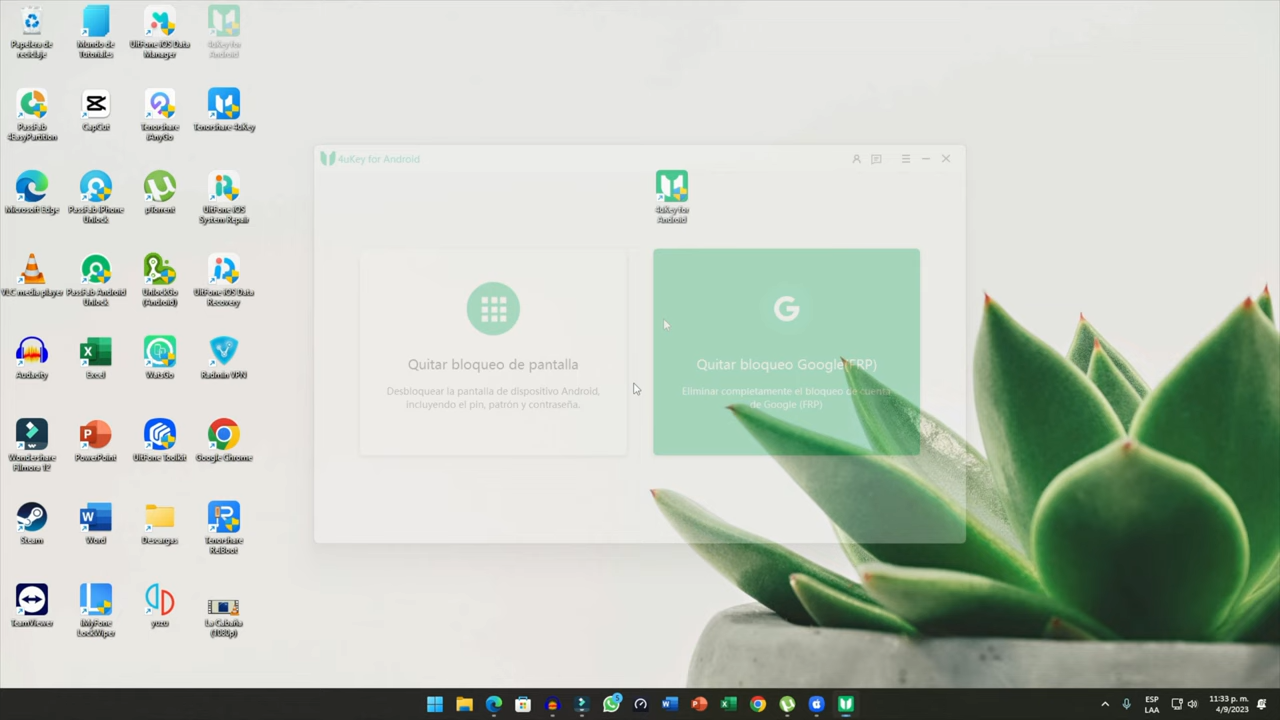 Papelera de
reciclaje
Mundo de
Tutoriales
UltFone iOS Data
Manager
4uKey for
Android
PassFab
4EasyPartition
CapCut
Tenorshare
iAnyGo
Tenorshare 4uKey
Microsoft Edge
PassFab iPhone
Unlock
µTorrent
UltFone iOS
System Repair
VLC media player
PassFab Android
Unlock
UnlockGo
(Android)
UltFone iOS Data
Recovery
Audacity
Excel
WatsGo
Radmin VPN
Wondershare
Filmora 12
PowerPoint
UltFone Toolkit
Google Chrome
Steam
Word
Descargas
Tenorshare
ReiBoot
TeamViewer
iMyFone
LockWiper
yuzu
La Cabaña
(1080p)
4uKey for Android
4uKey for
Android
Quitar bloqueo de pantalla
Desbloquear la pantalla de dispositivo Android,
incluyendo el pin, patrón y contraseña.
Quitar bloqueo Google(FRP)
Eliminar completamente el bloqueo de cuenta
de Google (FRP)
5
ESP
LAA
11:33 p. m.
4/9/2023